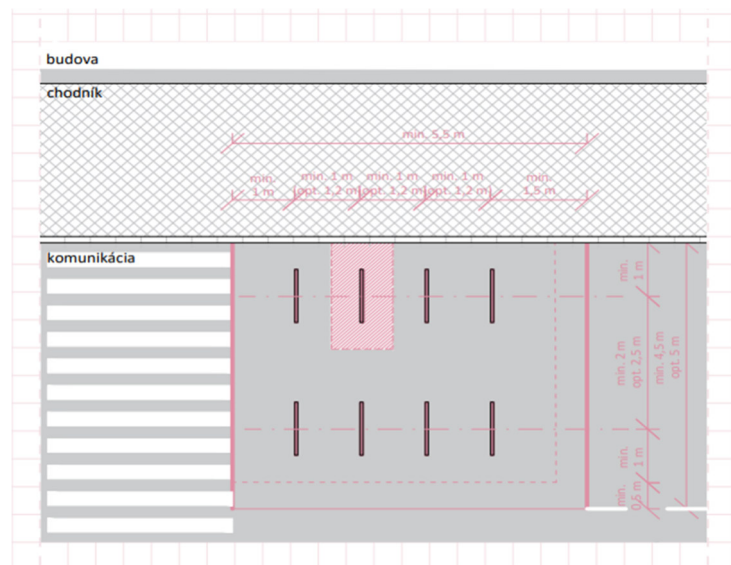 budova
chodník
min. 5,5 m
min.
1 m
min. 1 m
opt. 1,2 m
min. 1 m
opt. 1,2 m
min. 1 m
opt. 1,2 m
min.
1,5 m
komunikácia
min.
1 m
min. 2 m
opt. 2,5 m
min. 4,5 m
opt. 5 m
min.
1 m
min.
0,5 m